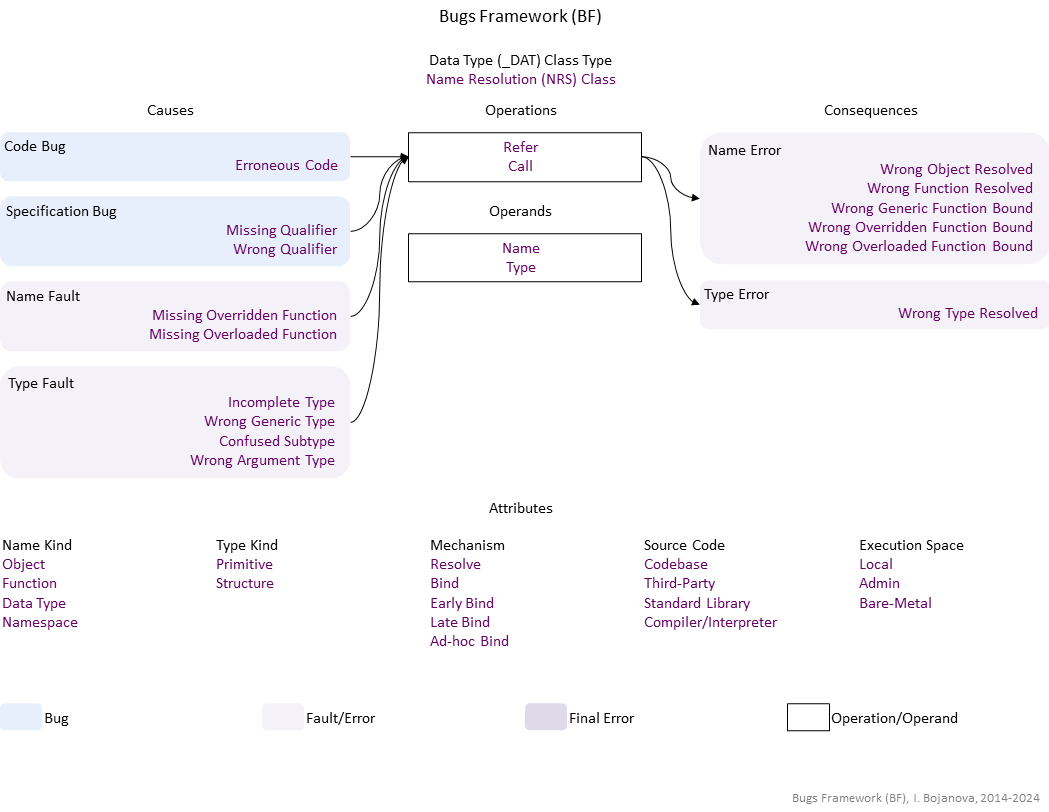 Bugs Framework (BF)
Data Type (_DAT) Class Type
Name Resolution (NRS) Class
Causes
Operations
Consequences
Code Bug
Erroneous Code
Specification Bug
Missing Qualifier
Wrong Qualifier
Name Fault
Missing Overridden Function
Missing Overloaded Function
Type Fault
Incomplete Type
Wrong Generic Type
Confused Subtype
Wrong Argument Type
Refer
Call
Operands
Name
Type
Name Error
Wrong Object Resolved
Wrong Function Resolved
Wrong Generic Function Bound
Wrong Overridden Function Bound
Wrong Overloaded Function Bound
Type Error
Wrong Type Resolved
Attributes
Name Kind
Object
Function
Data Type
Namespace
Type Kind
Primitive
Structure
Mechanism
Resolve
Bind
Early Bind
Late Bind
Ad-hoc Bind
Source Code
Codebase
Third-Party
Standard Library
Compiler/Interpreter
Execution Space
Local
Admin
Bare-Metal
Bug
Fault/Error
Final Error
Operation/Operand
Bugs Framework (BF), I. Bojanova, 2014-2024